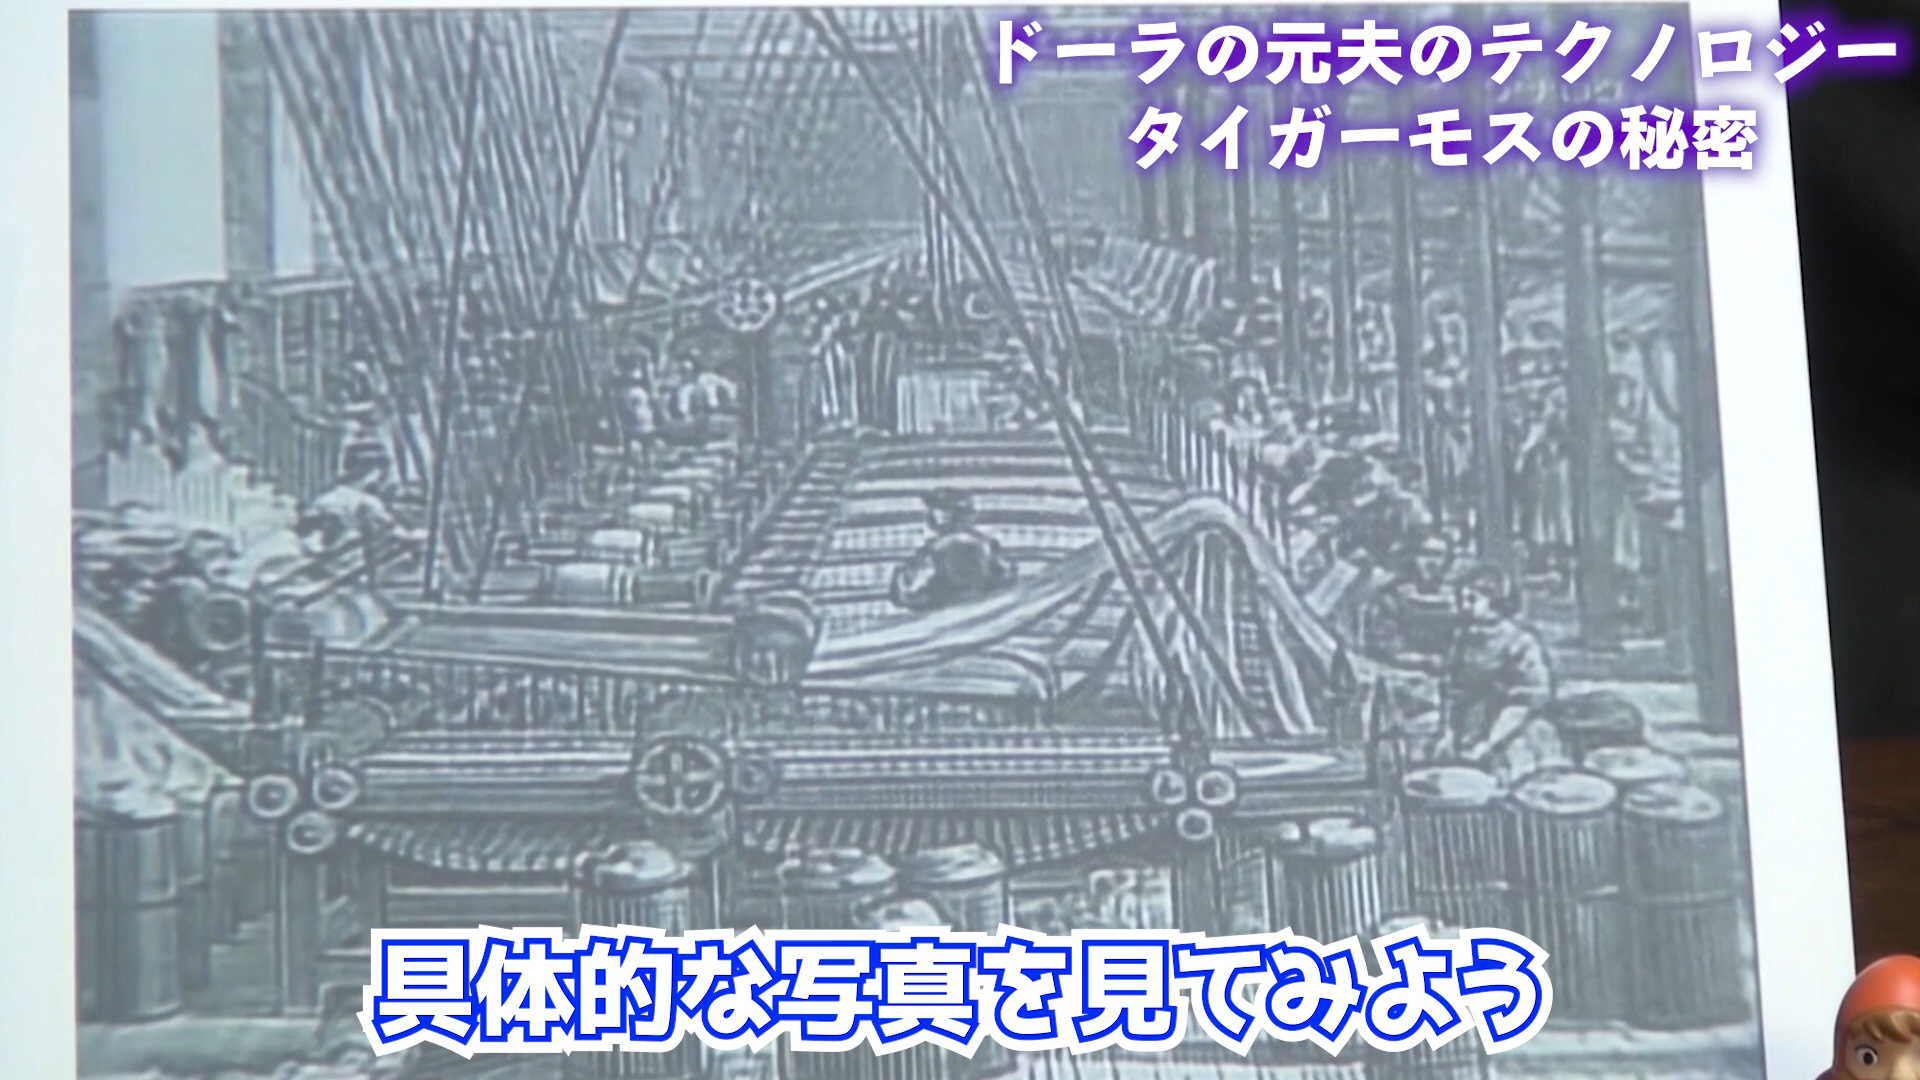 ドーラの元夫のテクノロジー
タイガーモスの秘密
具体的な写真を見てみよう